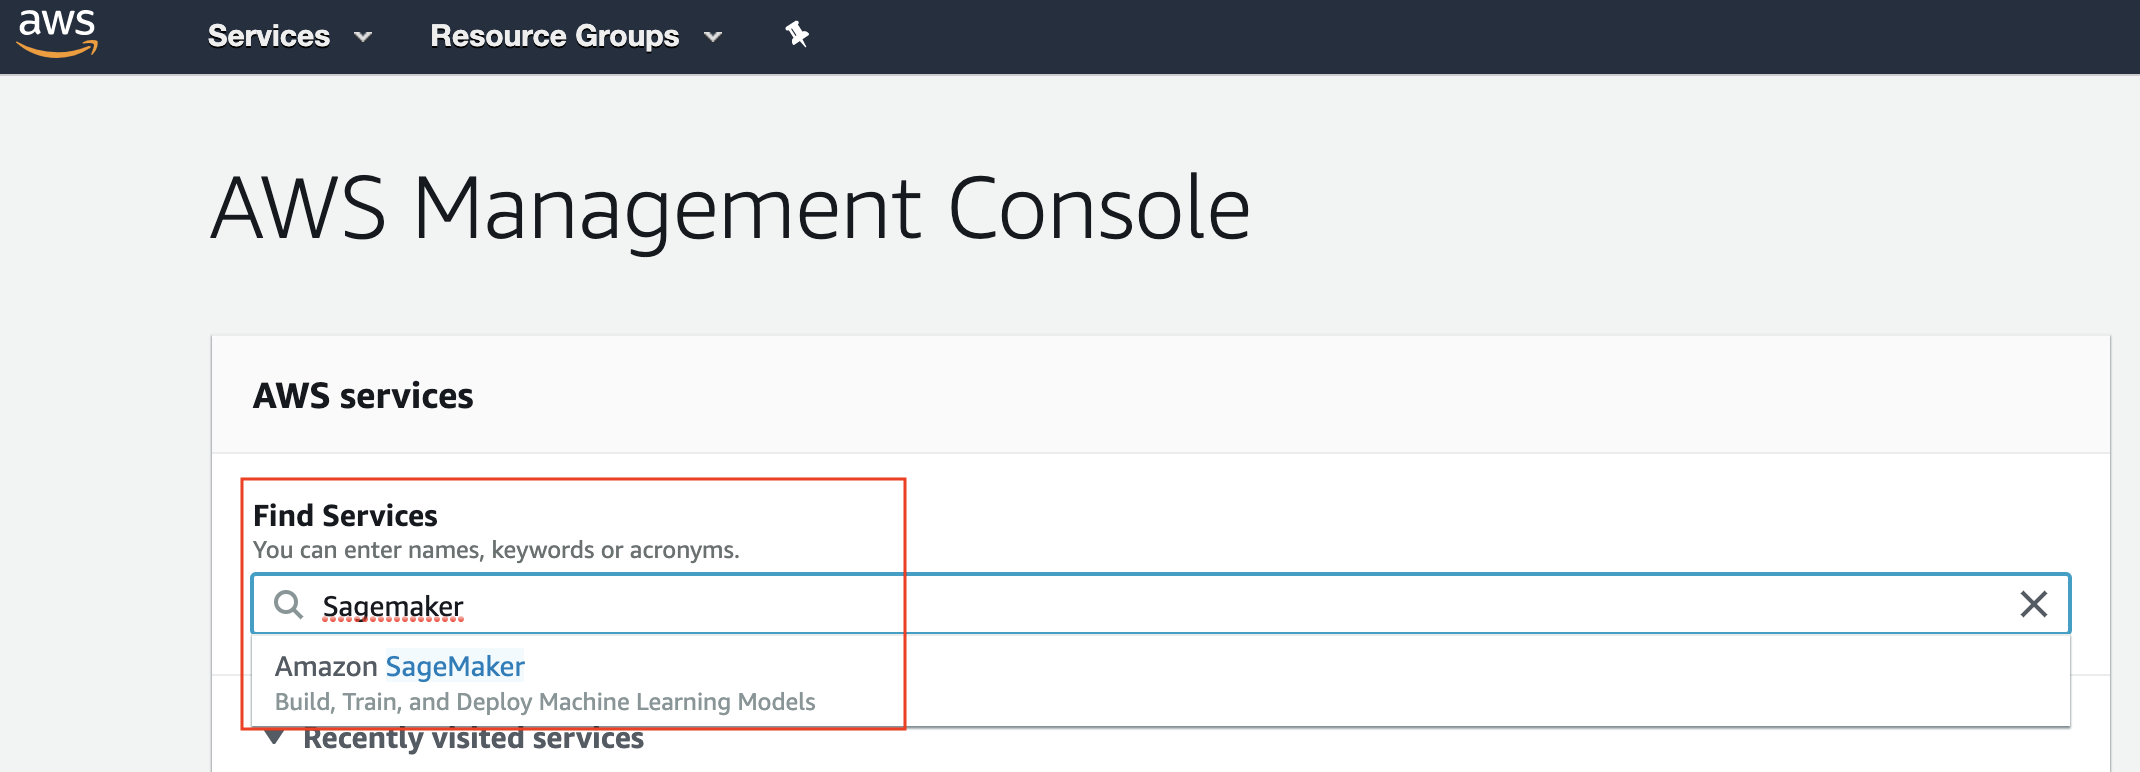 aws Services Resource Groups
AWS Management Console
AWS services
Find Services
You can enter names, keywords or acronyms.
Sagemaker
Amazon SageMaker
Build, Train, and Deploy Machine Learning Models
Recently visited services